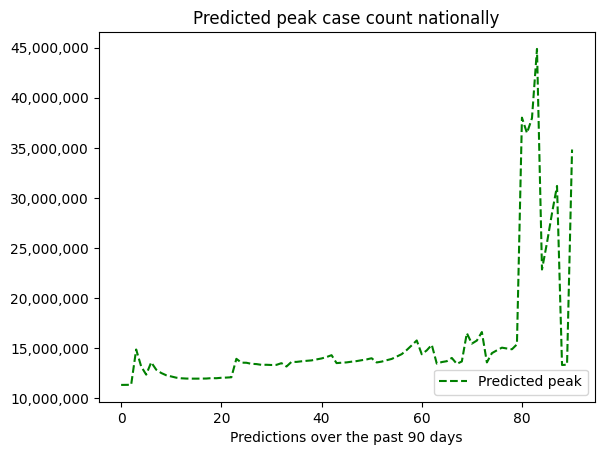 Predicted peak case count nationally
45,000,000
40,000,000
35,000,000
30,000,000
25,000,000
20,000,000
15,000,000
10,000,000
Predicted peak
0 20 40 60 80
Predictions over the past 90 days